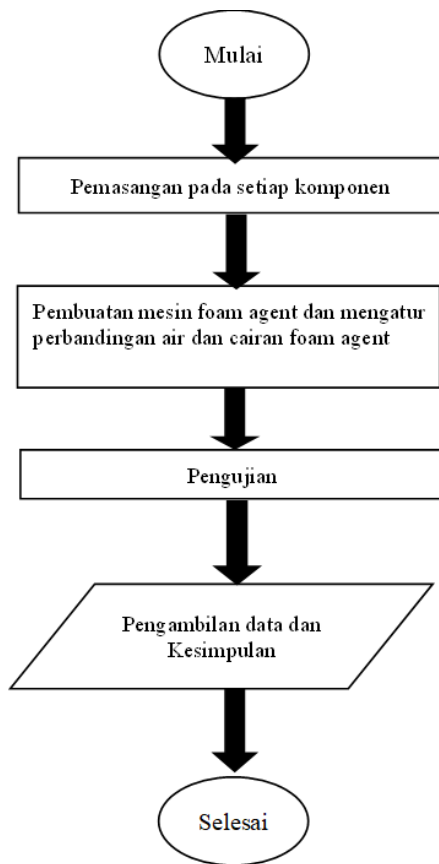 Mulai
Pemasangan pada setiap komponen
Pembuatan mesin foam agent dan mengatur
perbandingan air dan cairan foam agent
Pengujian
Pengambilan data dan
Kesimpulan
Selesai